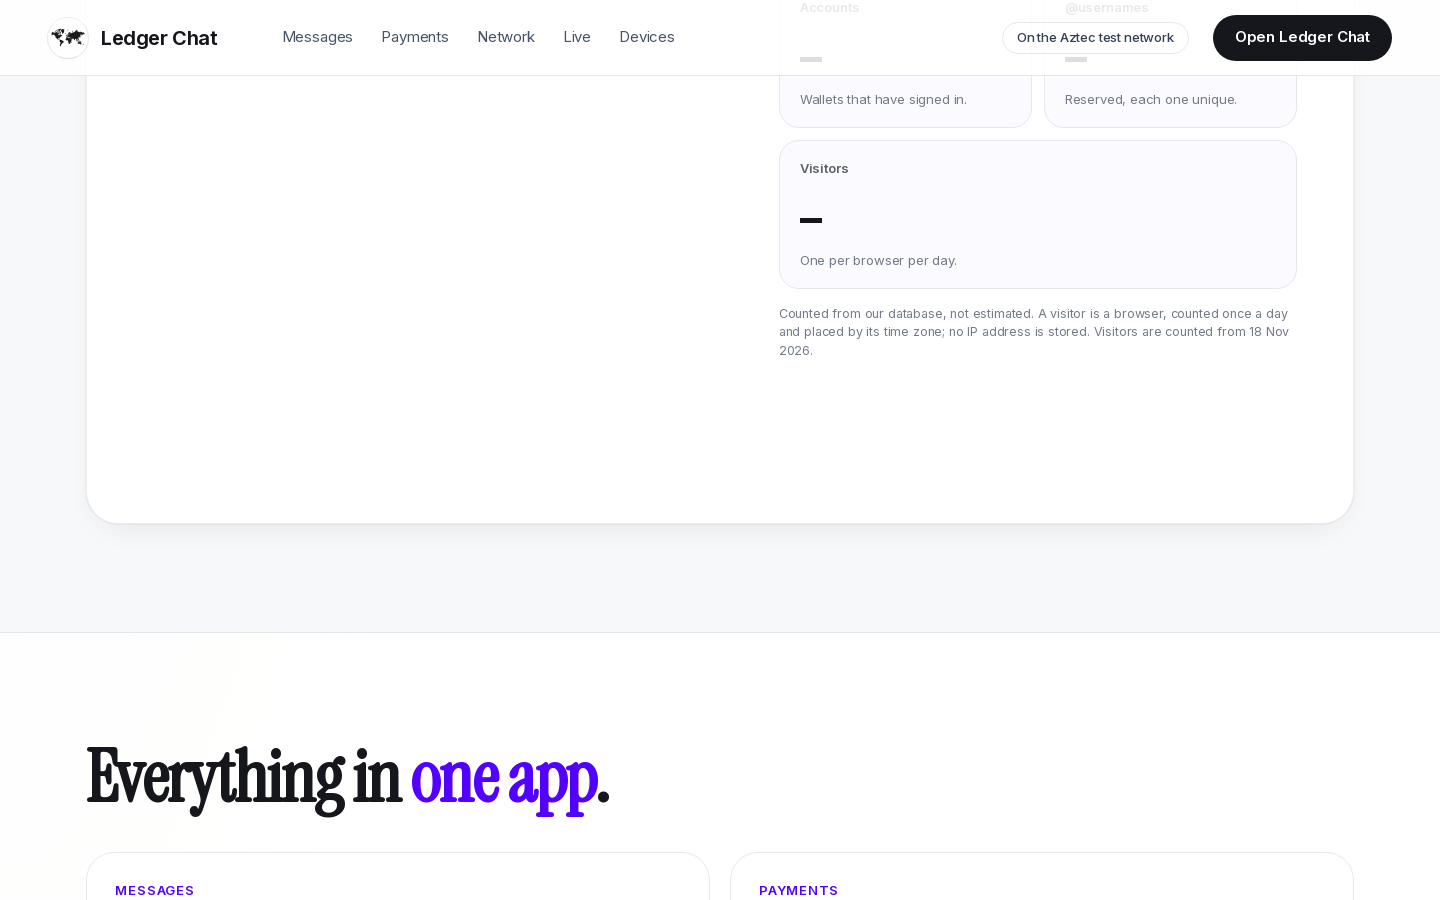 Ledger Chat
Messages
Payments
Network
Live
Devices
On the Aztec test network
Open Ledger Chat
Accounts
@usernames
—
—
Wallets that have signed in.
Reserved, each one unique.
Visitors
—
One per browser per day.
Counted from our database, not estimated. A visitor is a browser, counted once a day
and placed by its time zone; no IP address is stored. Visitors are counted from 18 Nov
2026.
Everything in one app.
MESSAGES
PAYMENTS